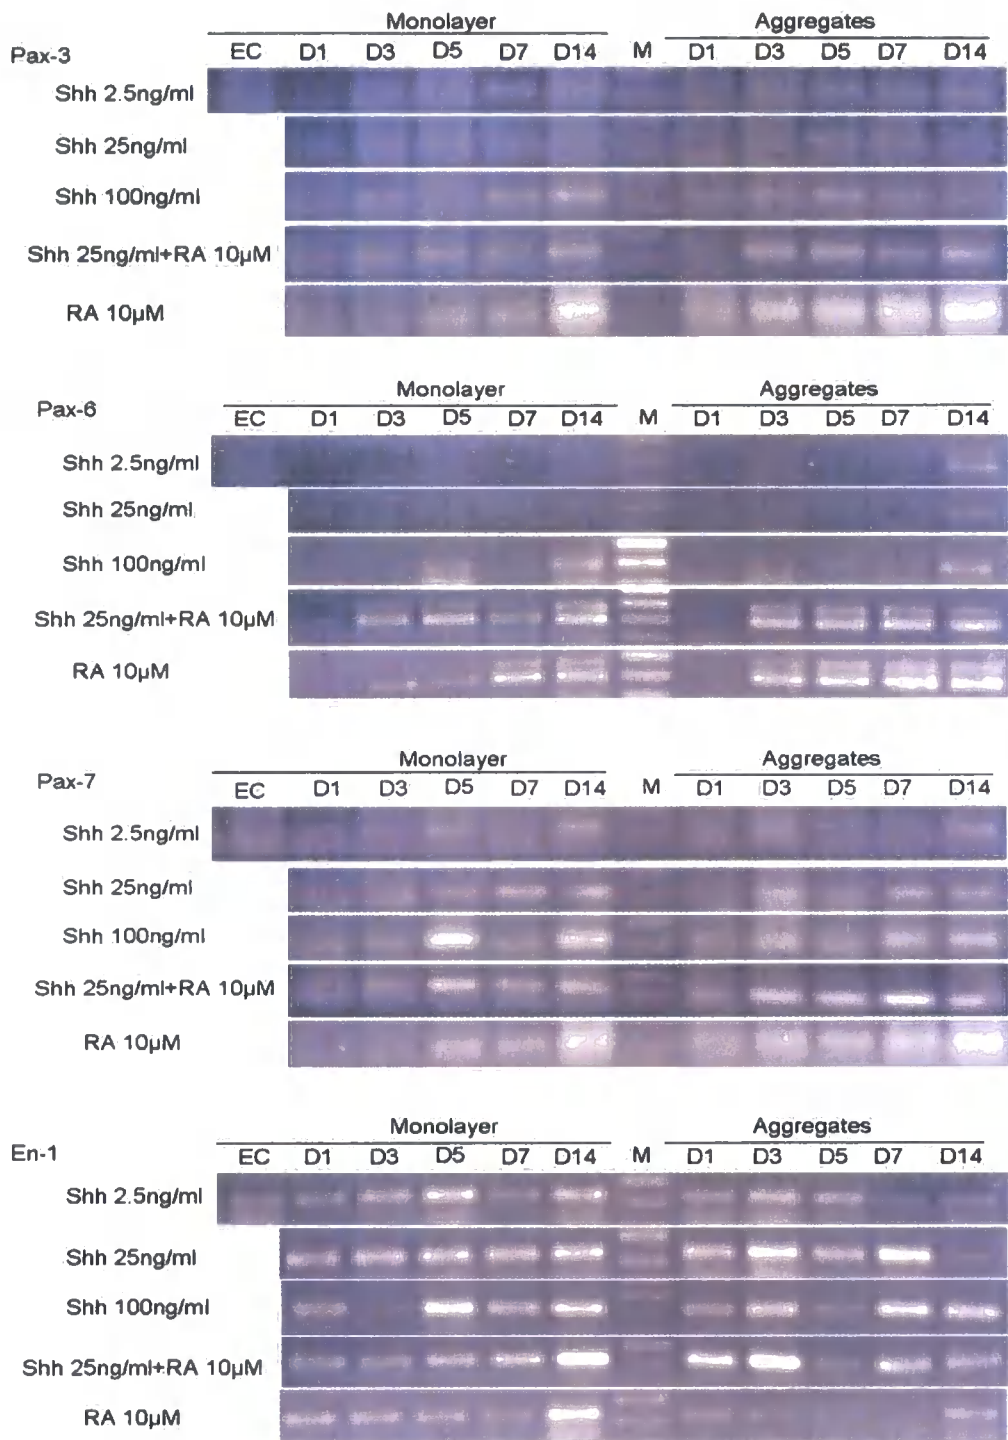 Monolayer Aggregates
Pax-3 EC D1 D3 D5 D7 D14 M D1 D3 D5 D7 D14
Shh 2.5ng/ml
Shh 25ng/ml
Shh 100ng/ml
Shh 25ng/ml+RA 10µM
RA 10µM
Monolayer Aggregates
Pax-6 EC D1 D3 D5 D7 D14 M D1 D3 D5 D7 D14
Shh 2.5ng/ml
Shh 25ng/ml
Shh 100ng/ml
Shh 25ng/ml+RA 10µM
RA 10µM
Monolayer Aggregates
Pax-7 EC D1 D3 D5 D7 D14 M D1 D3 D5 D7 D14
Shh 2.5ng/ml
Shh 25ng/ml
Shh 100ng/ml
Shh 25ng/ml+RA 10µM
RA 10µM
Monolayer Aggregates
En-1 EC D1 D3 D5 D7 D14 M D1 D3 D5 D7 D14
Shh 2.5ng/ml
Shh 25ng/ml
Shh 100ng/ml
Shh 25ng/ml+RA 10µM
RA 10µM